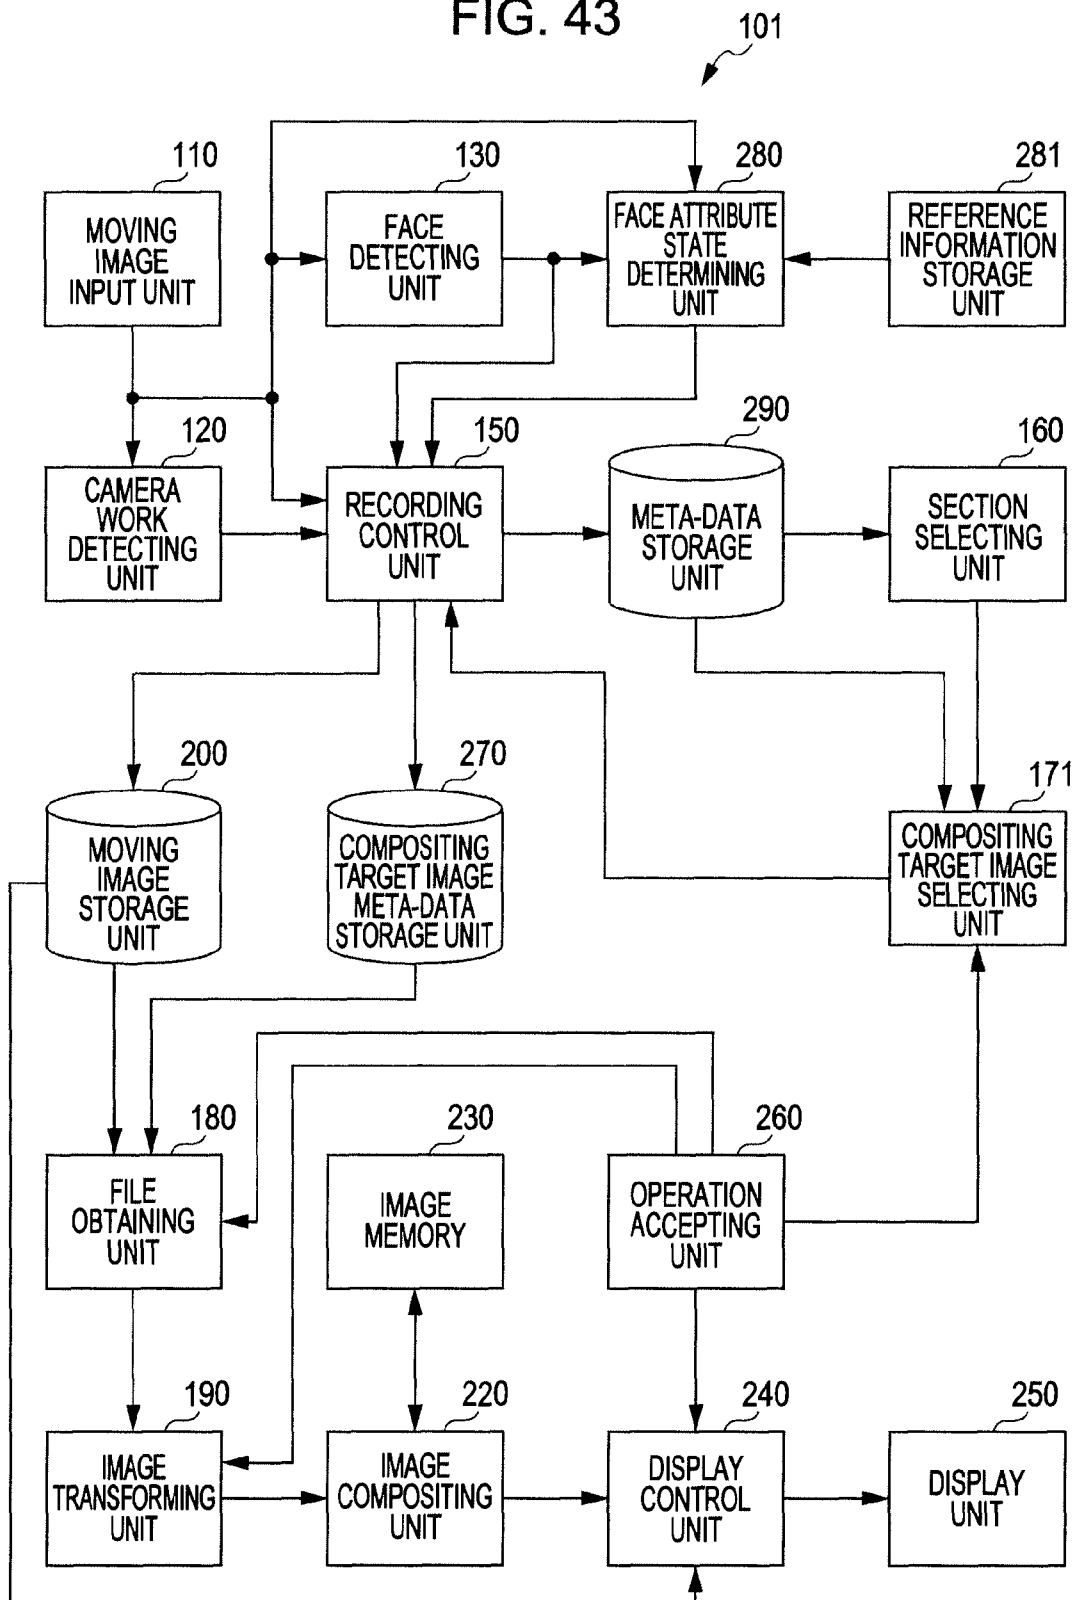 FIG. 43
101
110
MOVING
IMAGE
INPUT UNIT
130
FACE
DETECTING
UNIT
280
FACE ATTRIBUTE
STATE
DETERMINING
UNIT
281
REFERENCE
INFORMATION
STORAGE
UNIT
120
CAMERA
WORK
DETECTING
UNIT
150
RECORDING
CONTROL
UNIT
290
META-DATA
STORAGE
UNIT
160
SECTION
SELECTING
UNIT
200
MOVING
IMAGE
STORAGE
UNIT
270
COMPOSITING
TARGET IMAGE
META-DATA
STORAGE UNIT
171
COMPOSITING
TARGET IMAGE
SELECTING
UNIT
180
FILE
OBTAINING
UNIT
230
IMAGE
MEMORY
260
OPERATION
ACCEPTING
UNIT
190
IMAGE
TRANSFORMING
UNIT
220
IMAGE
COMPOSITING
UNIT
240
DISPLAY
CONTROL
UNIT
250
DISPLAY
UNIT